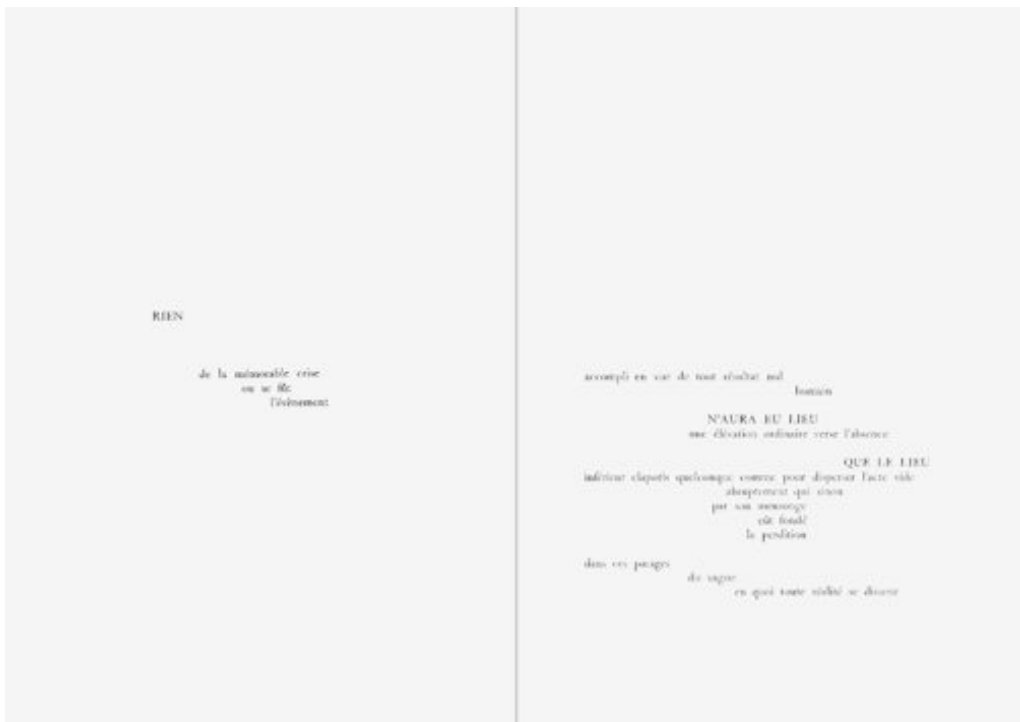 RIEN
de la mémorable crise
ou se fût
l'évènement
accompli en vue de tout résultat nul
humain
N'AURA EU LIEU
une élévation ordinaire verse l'absence
QUE LE LIEU
inférieur clapotis quelconque comme pour disperser l'acte vide
abruptement qui sinon
par son mensonge
eût fondé
la perdition
dans ces parages
du vague
en quoi toute réalité se dissout